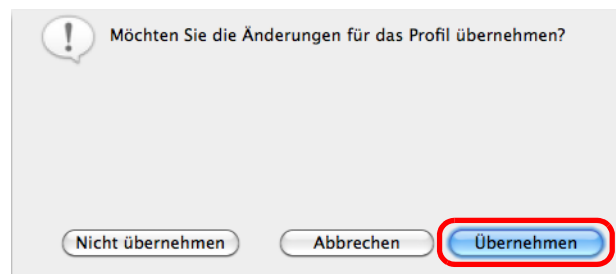 Möchten Sie die Änderungen für das Profil übernehmen?
Nicht übernehmen Abbrechen Übernehmen